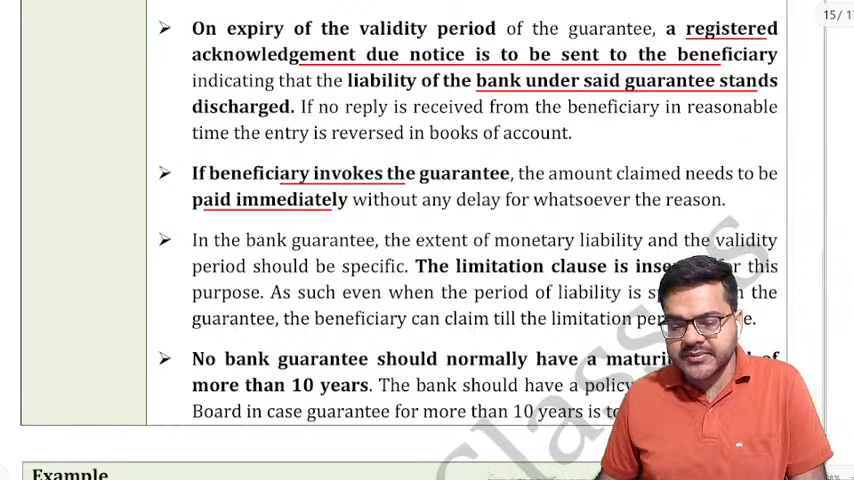 15/1
➢ On expiry of the validity period of the guarantee, a registered
acknowledgement due notice is to be sent to the beneficiary
indicating that the liability of the bank under said guarantee stands
discharged. If no reply is received from the beneficiary in reasonable
time the entry is reversed in books of account.
➢ If beneficiary invokes the guarantee, the amount claimed needs to be
paid immediately without any delay for whatsoever the reason.
➢ In the bank guarantee, the extent of monetary liability and the validity
period should be specific. The limitation clause is for this
purpose. As such even when the period of liability is the
guarantee, the beneficiary can claim till the limitation
➢ No bank guarantee should normally have a of
more than 10 years. The bank should have a policy
Board in case guarantee for more than 10 years is
Example
Classes